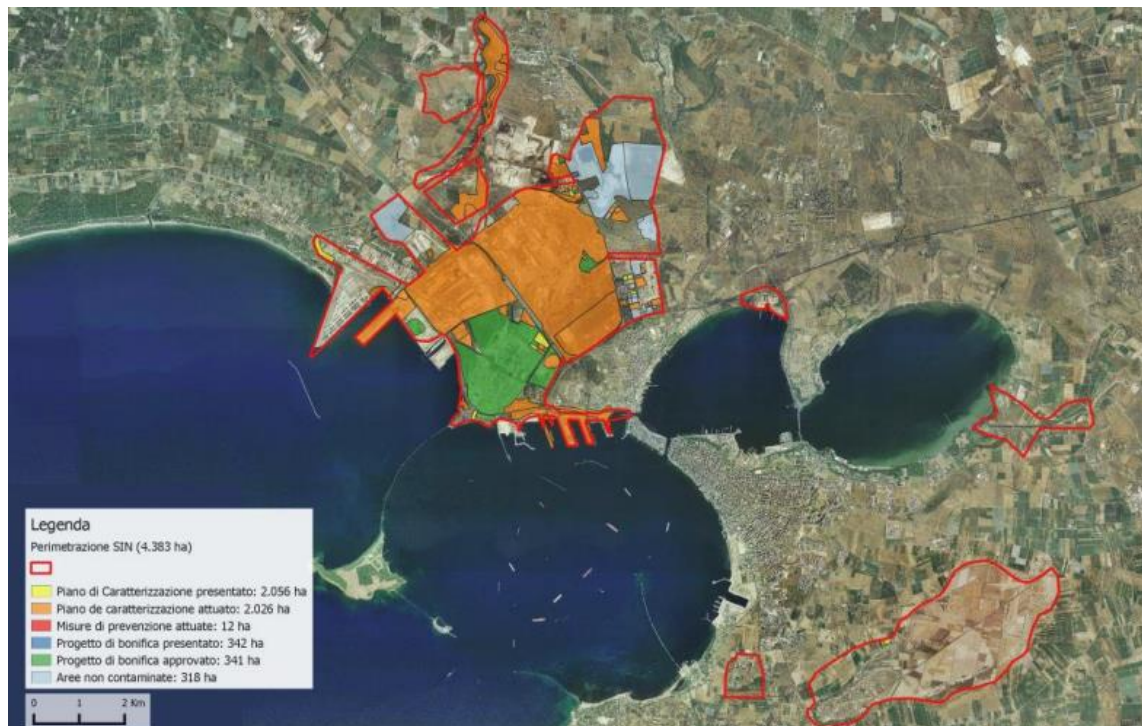 Legenda
Perimetrazione SIN (4.383 ha)
Piano di Caratterizzazione presentato: 2.056 ha
Piano de caratterizzazione attuato: 2.026 ha
Misure di prevenzione attuate: 12 ha
Progetto di bonifica presentato: 342 ha
Progetto di bonifica approvato: 341 ha
Aree non contaminate: 318 ha
0 1 2 Km